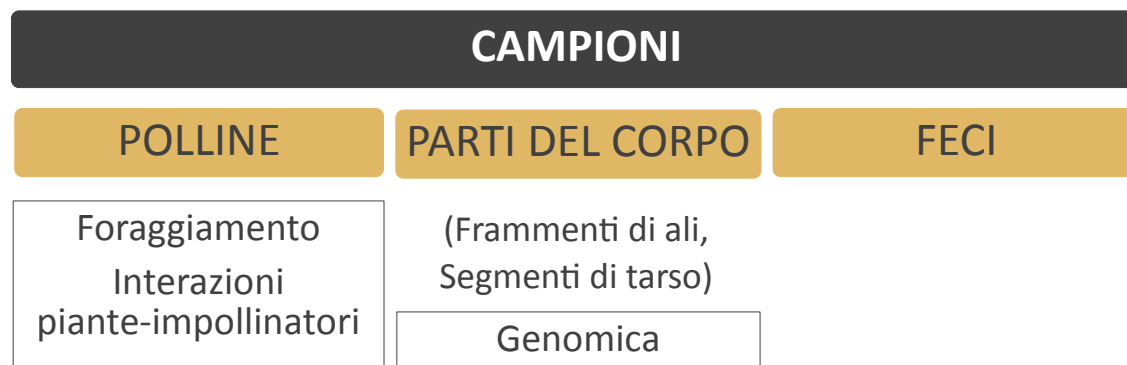 CAMPIONI
POLLINE
PARTI DEL CORPO
FECI
Foraggiamento
Interazioni
piante-impollinatori
(Frammenti di ali,
Segmenti di tarso)
Genomica